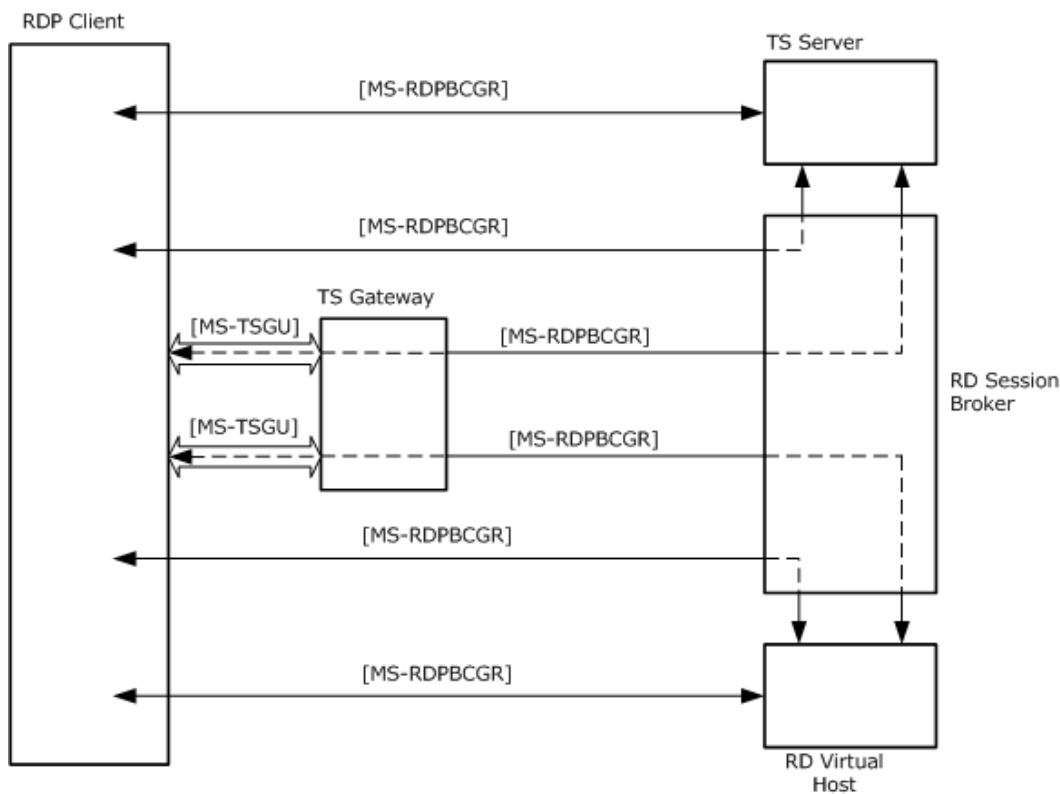 RDP Client
TS Server
[MS-RDPBCGR]
[MS-RDPBCGR]
TS Gateway
[MS-TSGU]
[MS-RDPBCGR]
RD Session
Broker
[MS-TSGU]
[MS-RDPBCGR]
[MS-RDPBCGR]
[MS-RDPBCGR]
RD Virtual
Host